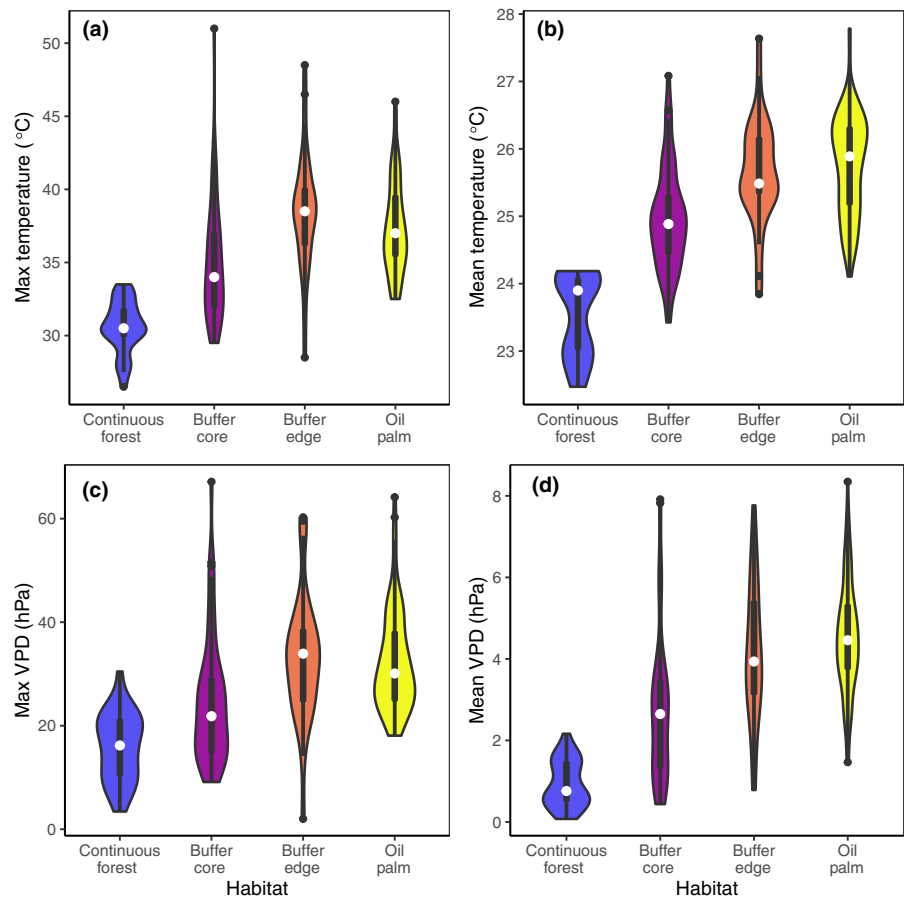 (a)
Max temperature (°C)
50
45
40
35
30
Continuous
forest
Buffer
core
Buffer
edge
Oil
palm
(b)
Mean temperature (°C)
28
27
26
25
24
23
Continuous
forest
Buffer
core
Buffer
edge
Oil
palm
(c)
Max VPD (hPa)
60
40
20
0
Continuous
forest
Buffer
core
Buffer
edge
Oil
palm
Habitat
(d)
Mean VPD (hPa)
8
6
4
2
0
Continuous
forest
Buffer
core
Buffer
edge
Oil
palm
Habitat